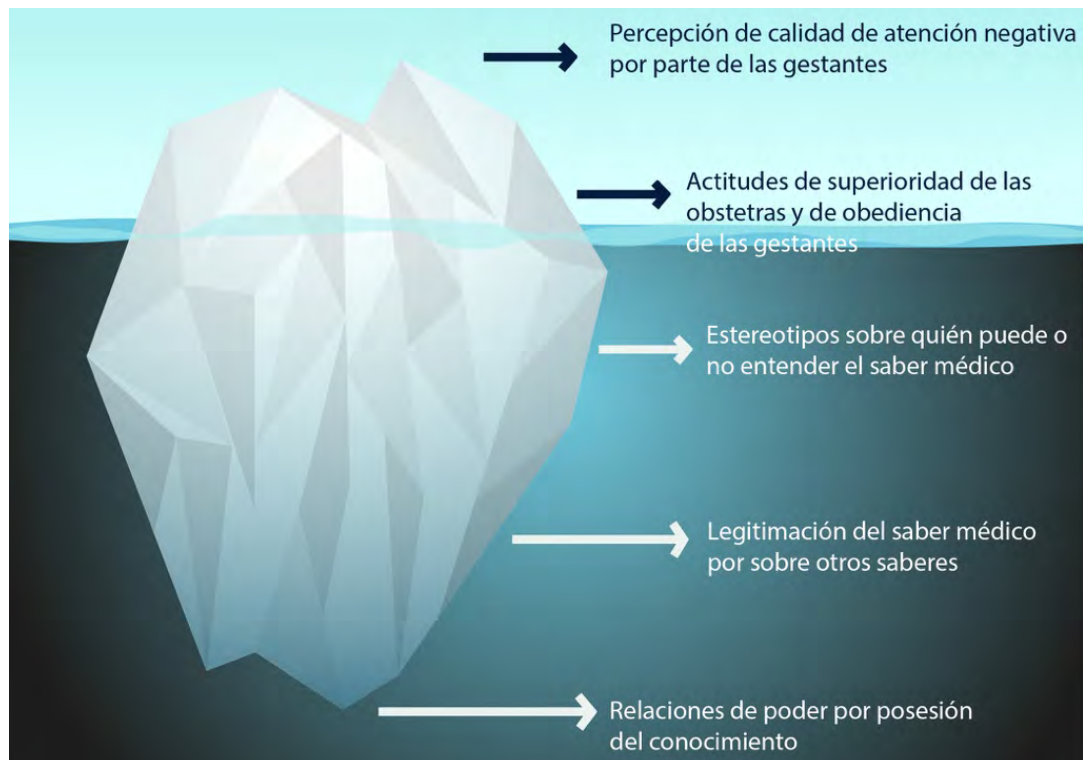 Percepción de calidad de atención negativa
por parte de las gestantes
Actitudes de superioridad de las
obstetras y de obediencia
de las gestantes
Estereotipos sobre quién puede o
no entender el saber médico
Legitimación del saber médico
por sobre otros saberes
Relaciones de poder por posesión
del conocimiento